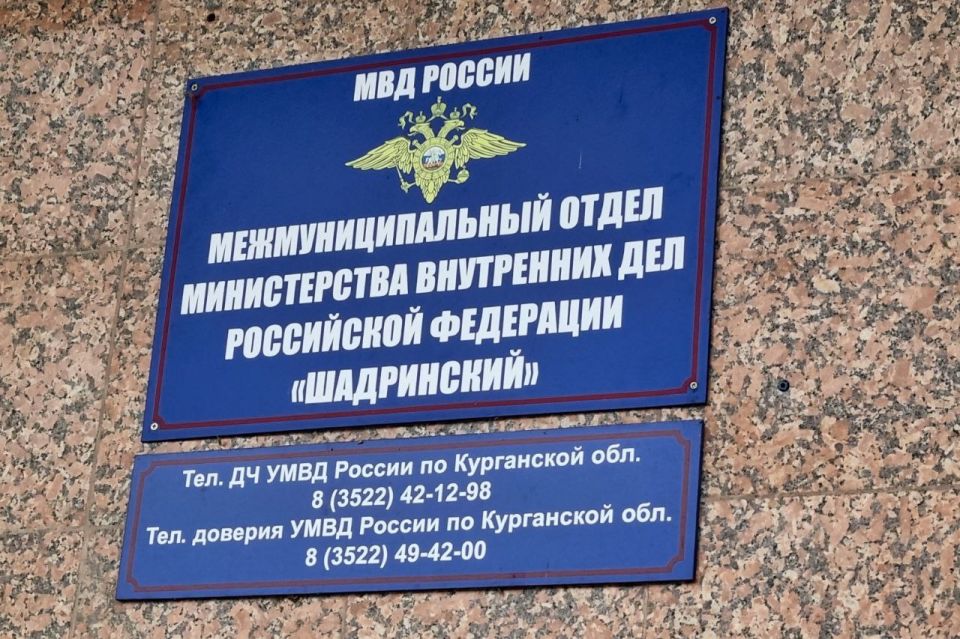 МВД РОССИИ
МЕЖМУНИЦИПАЛЬНЫЙ ОТДЕЛ
МИНИСТЕРСТВА ВНУТРЕННИХ ДЕЛ
РОССИЙСКОЙ ФЕДЕРАЦИИ
«ШАДРИНСКИЙ»
Тел. ДЧ УМВД России по Курганской обл.
8 (3522) 42-12-98
Тел. доверия УМВД России по Курганской обл.
8 (3522) 49-42-00